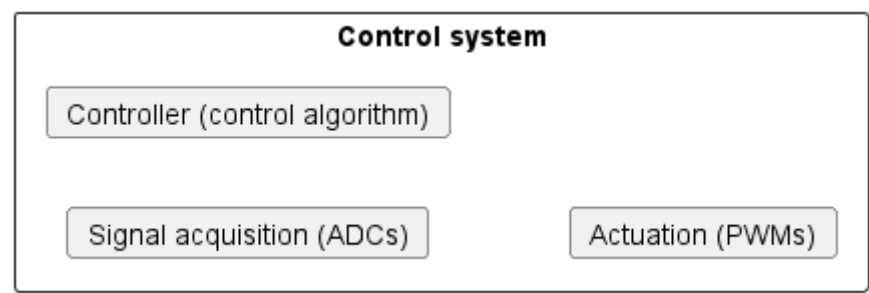 Control system
Controller (control algorithm)
Signal acquisition (ADCs)
Actuation (PWMs)